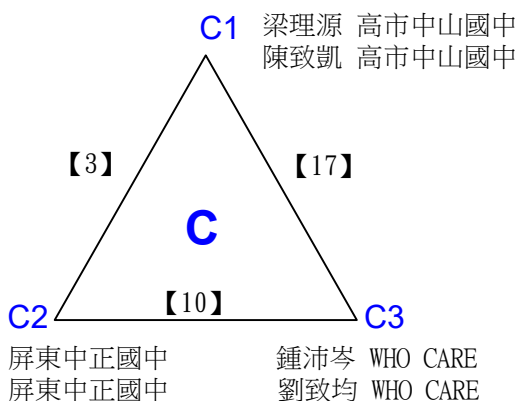 C1
梁理源 高市中山國中
陳致凱 高市中山國中
【3】
【17】
C
【10】
C2
C3
屏東中正國中
屏東中正國中
鍾沛岑 WHO CARE
劉致均 WHO CARE